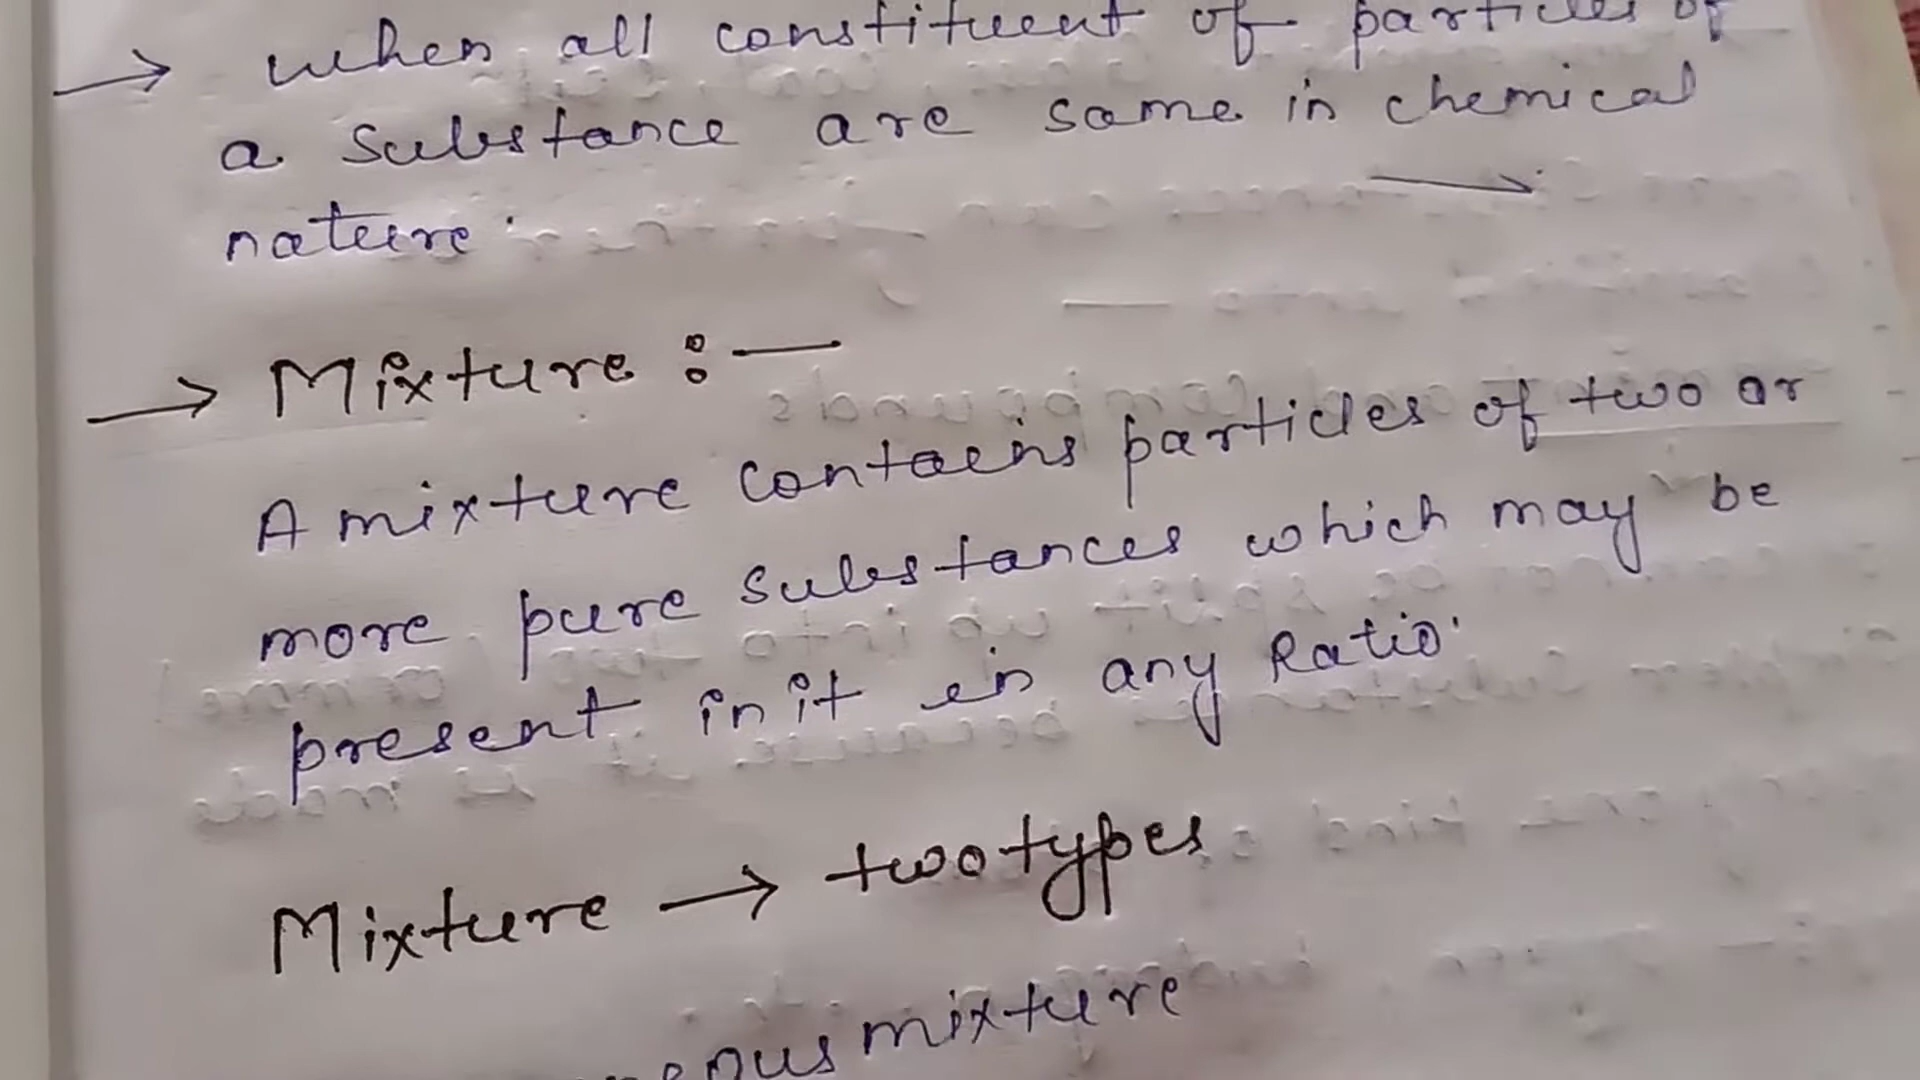 → when all constituent of particles of
a substance are same in chemical
nature.
→ Mixture :—
A mixture contains particles of two or
more pure substances which may be
present in it in any Ratio.
Mixture → two types
mixture